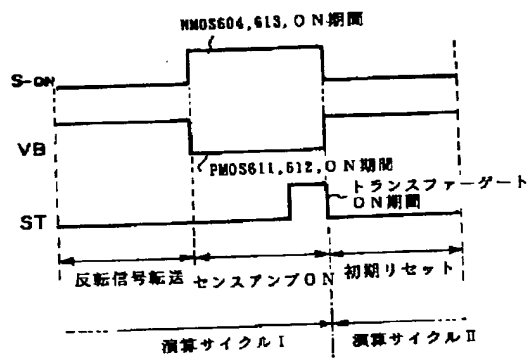 NMOS604,613,ON期間
S-ON
VB
PMOS611,612,ON期間
トランスファーゲート
ON期間
ST
反転信号転送 センスアンプON 初期リセット
演算サイクルI 演算サイクルII